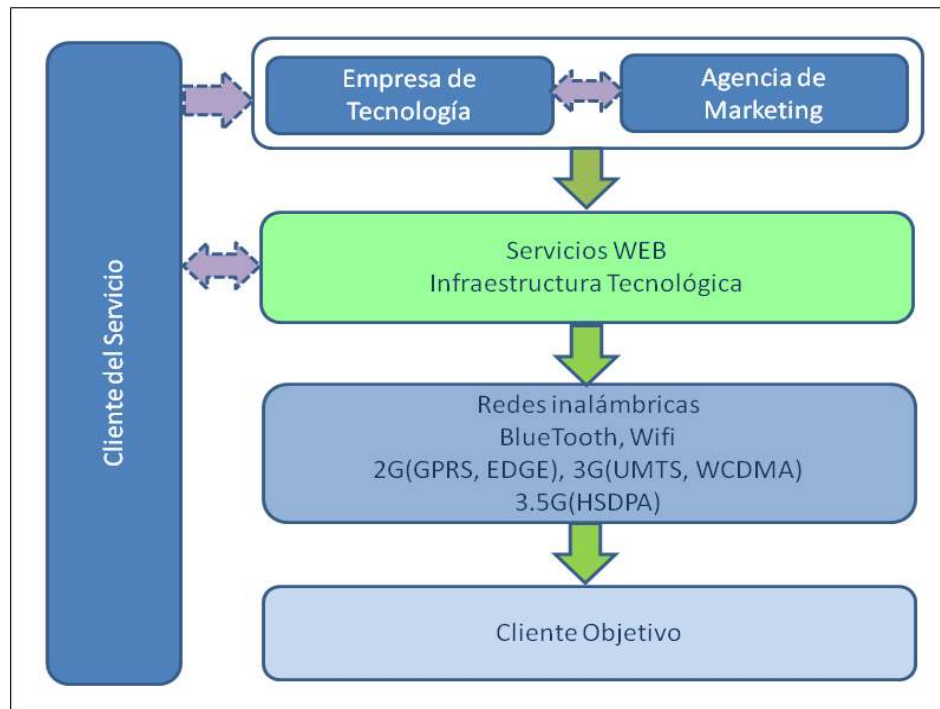 Cliente del Servicio
Empresa de
Tecnología
Agencia de
Marketing
Servicios WEB
Infraestructura Tecnológica
Redes inalámbricas
BlueTooth, Wifi
2G(GPRS, EDGE), 3G(UMTS, WCDMA)
3.5G(HSDPA)
Cliente Objetivo